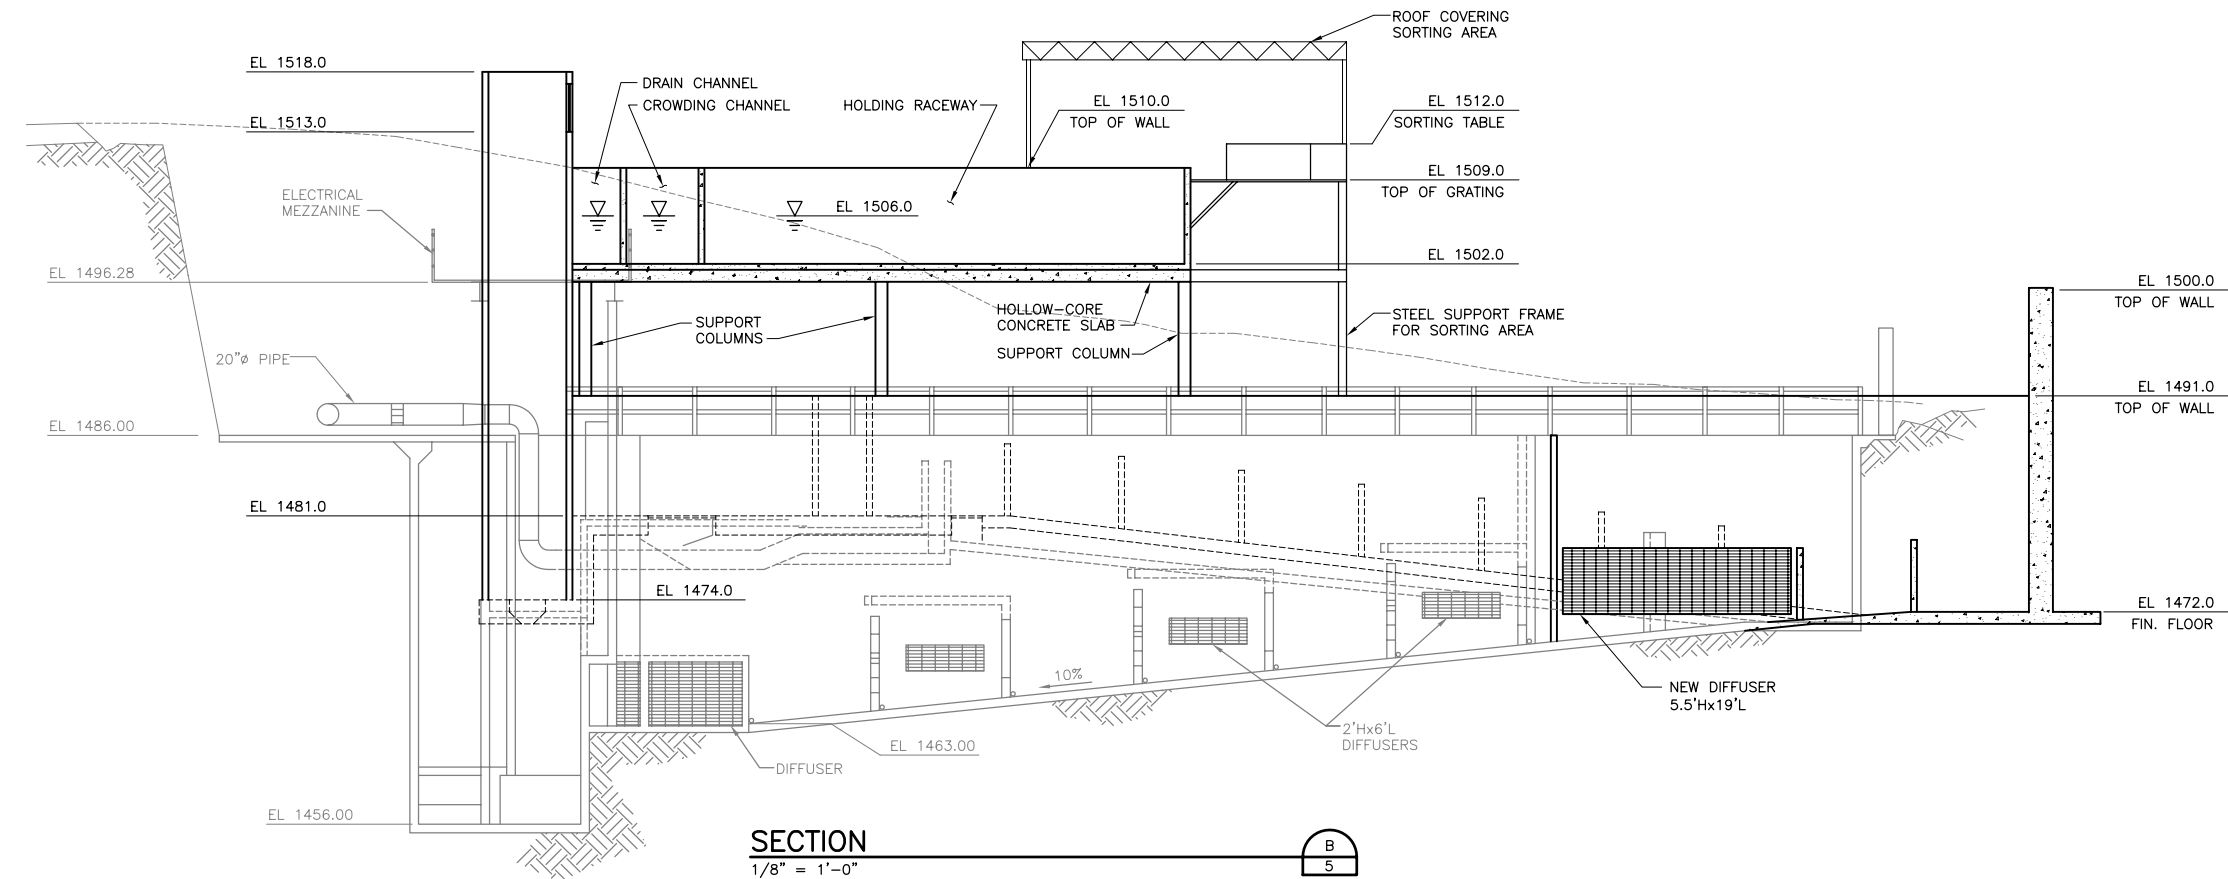 ROOF COVERING
SORTING AREA
EL 1518.0
DRAIN CHANNEL
CROWDING CHANNEL
HOLDING RACEWAY
EL 1510.0
TOP OF WALL
EL 1512.0
SORTING TABLE
EL 1513.0
EL 1509.0
TOP OF GRATING
ELECTRICAL
MEZZANINE
EL 1506.0
EL 1502.0
EL 1496.28
EL 1500.0
TOP OF WALL
HOLLOW-CORE
CONCRETE SLAB
SUPPORT
COLUMNS
STEEL SUPPORT FRAME
FOR SORTING AREA
SUPPORT COLUMN
20"ø PIPE
EL 1491.0
TOP OF WALL
EL 1486.00
EL 1481.0
EL 1474.0
EL 1472.0
FIN. FLOOR
10%
NEW DIFFUSER
5.5'Hx19'L
2'Hx6'L
DIFFUSERS
EL 1463.00
DIFFUSER
EL 1456.00
SECTION
1/8" = 1'-0"
B
5